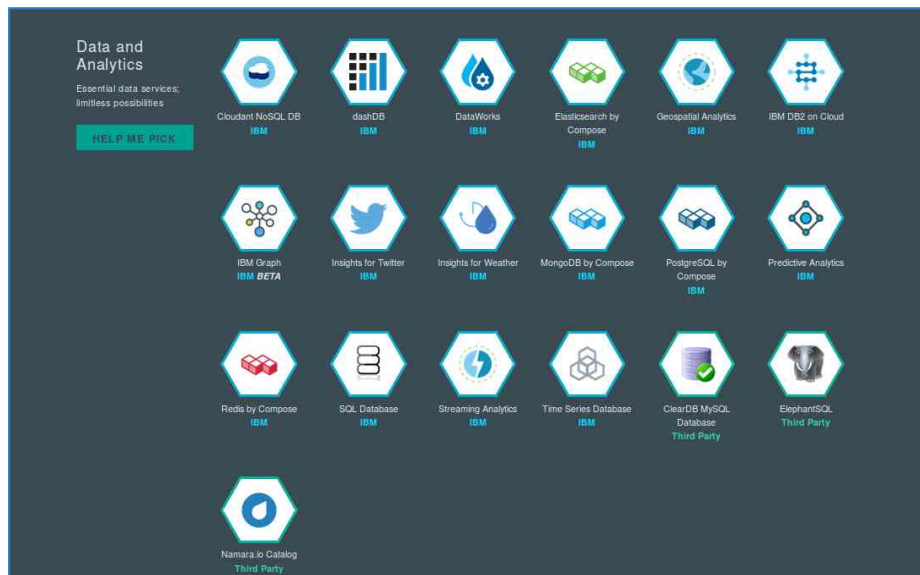 Data and
Analytics
Essential data services;
limitless possibilities
HELP ME PICK
Cloudant NoSQL DB
IBM
dashDB
IBM
DataWorks
IBM
Elasticsearch by
Compose
IBM
Geospatial Analytics
IBM
IBM DB2 on Cloud
IBM
IBM Graph
IBM BETA
Insights for Twitter
IBM
Insights for Weather
IBM
MongoDB by Compose
IBM
PostgreSQL by
Compose
IBM
Predictive Analytics
IBM
Redis by Compose
IBM
SQL Database
IBM
Streaming Analytics
IBM
Time Series Database
IBM
ClearDB MySQL
Database
Third Party
ElephantSQL
Third Party
Namara.io Catalog
Third Party